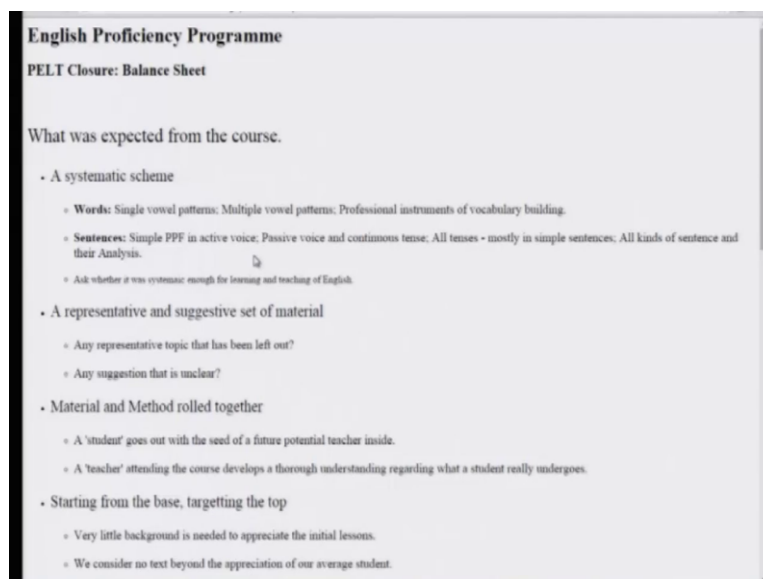 English Proficiency Programme
PELT Closure: Balance Sheet
What was expected from the course.
• A systematic scheme
◦ Words: Single vowel patterns; Multiple vowel patterns; Professional instruments of vocabulary building.
◦ Sentences: Simple PPF in active voice; Passive voice and continuous tense; All tenses - mostly in simple sentences; All kinds of sentence and
their Analysis.
◦ Ask whether it was systematic enough for learning and teaching of English.
• A representative and suggestive set of material
◦ Any representative topic that has been left out?
◦ Any suggestion that is unclear?
• Material and Method rolled together
◦ A 'student' goes out with the seed of a future potential teacher inside.
◦ A 'teacher' attending the course develops a thorough understanding regarding what a student really undergoes.
• Starting from the base, targetting the top
◦ Very little background is needed to appreciate the initial lessons.
◦ We consider no text beyond the appreciation of our average student.